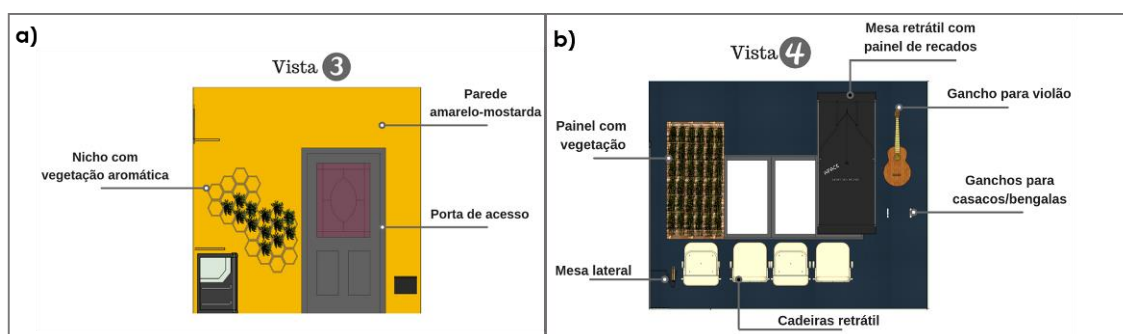 a)
Vista 3
Parede
amarelo-mostarda
Nicho com
vegetação aromática
Porta de acesso
b)
Vista 4
Mesa retrátil com
painel de recados
Gancho para violão
Painel com
vegetação
Ganchos para
casacos/bengalas
Mesa lateral
Cadeiras retrátil